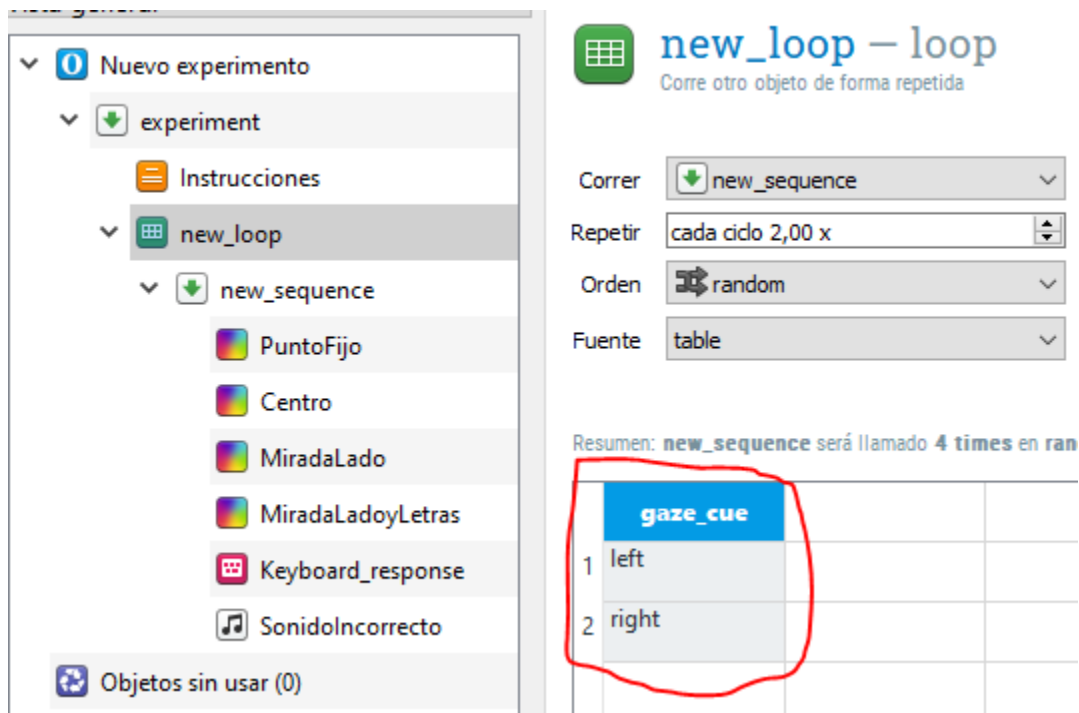 Nuevo experimento
experiment
Instrucciones
new_loop
new_sequence
PuntoFijo
Centro
MiradaLado
MiradaLadoyLetras
Keyboard_response
SonidoIncorrecto
Objetos sin usar (0)
new_loop – loop
Corre otro objeto de forma repetida
Correr new_sequence
Repetir cada ciclo 2,00 x
Orden random
Fuente table
Resumen: new_sequence será llamado 4 times en ran
gaze_cue
1 left
2 right